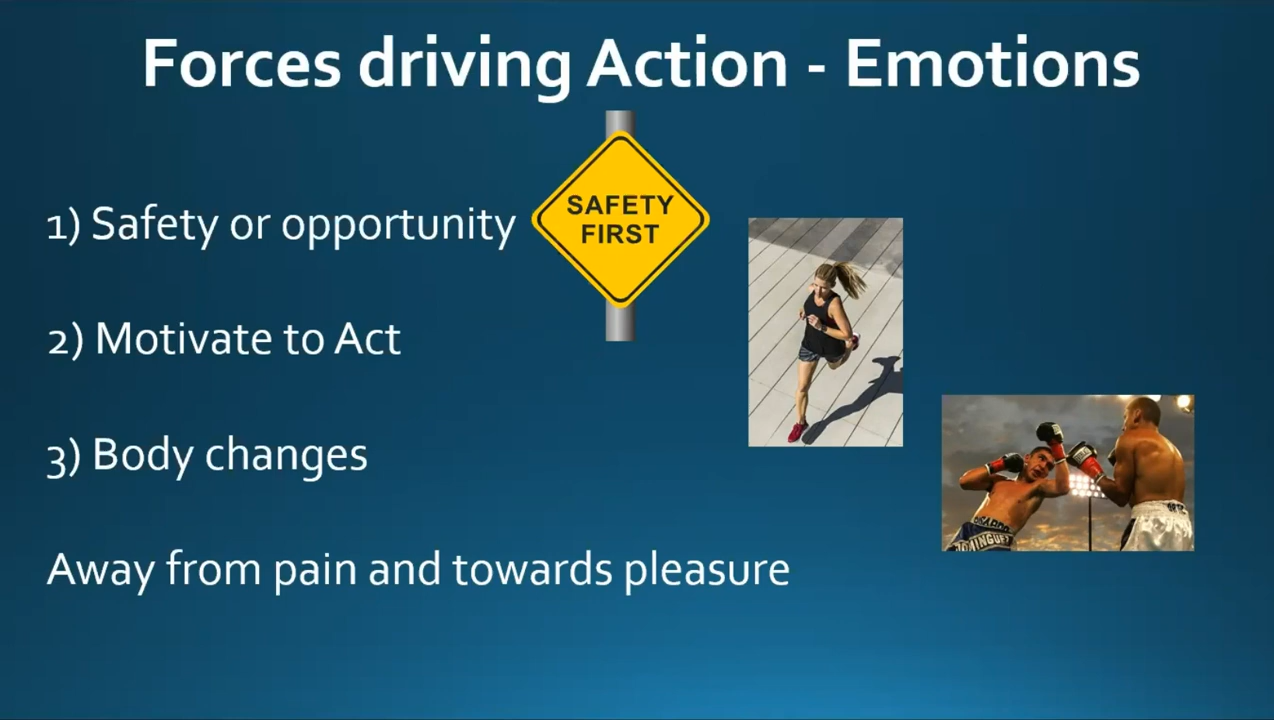 Forces driving Action - Emotions
SAFETY
FIRST
1) Safety or opportunity
2) Motivate to Act
3) Body changes
Away from pain and towards pleasure